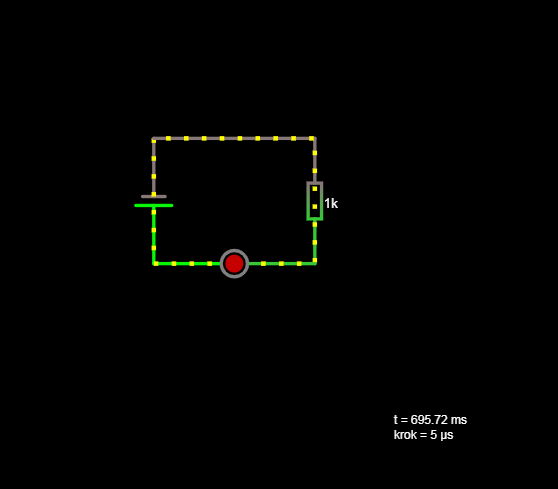 1k
t = 695.72 ms
krok = 5 μs